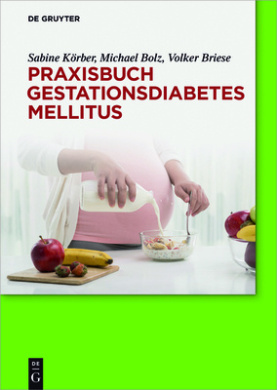 DE GRUYTER
Sabine Körber, Michael Bolz, Volker Briese
PRAXISBUCH
GESTATIONSDIABETES
MELLITUS
DE
G